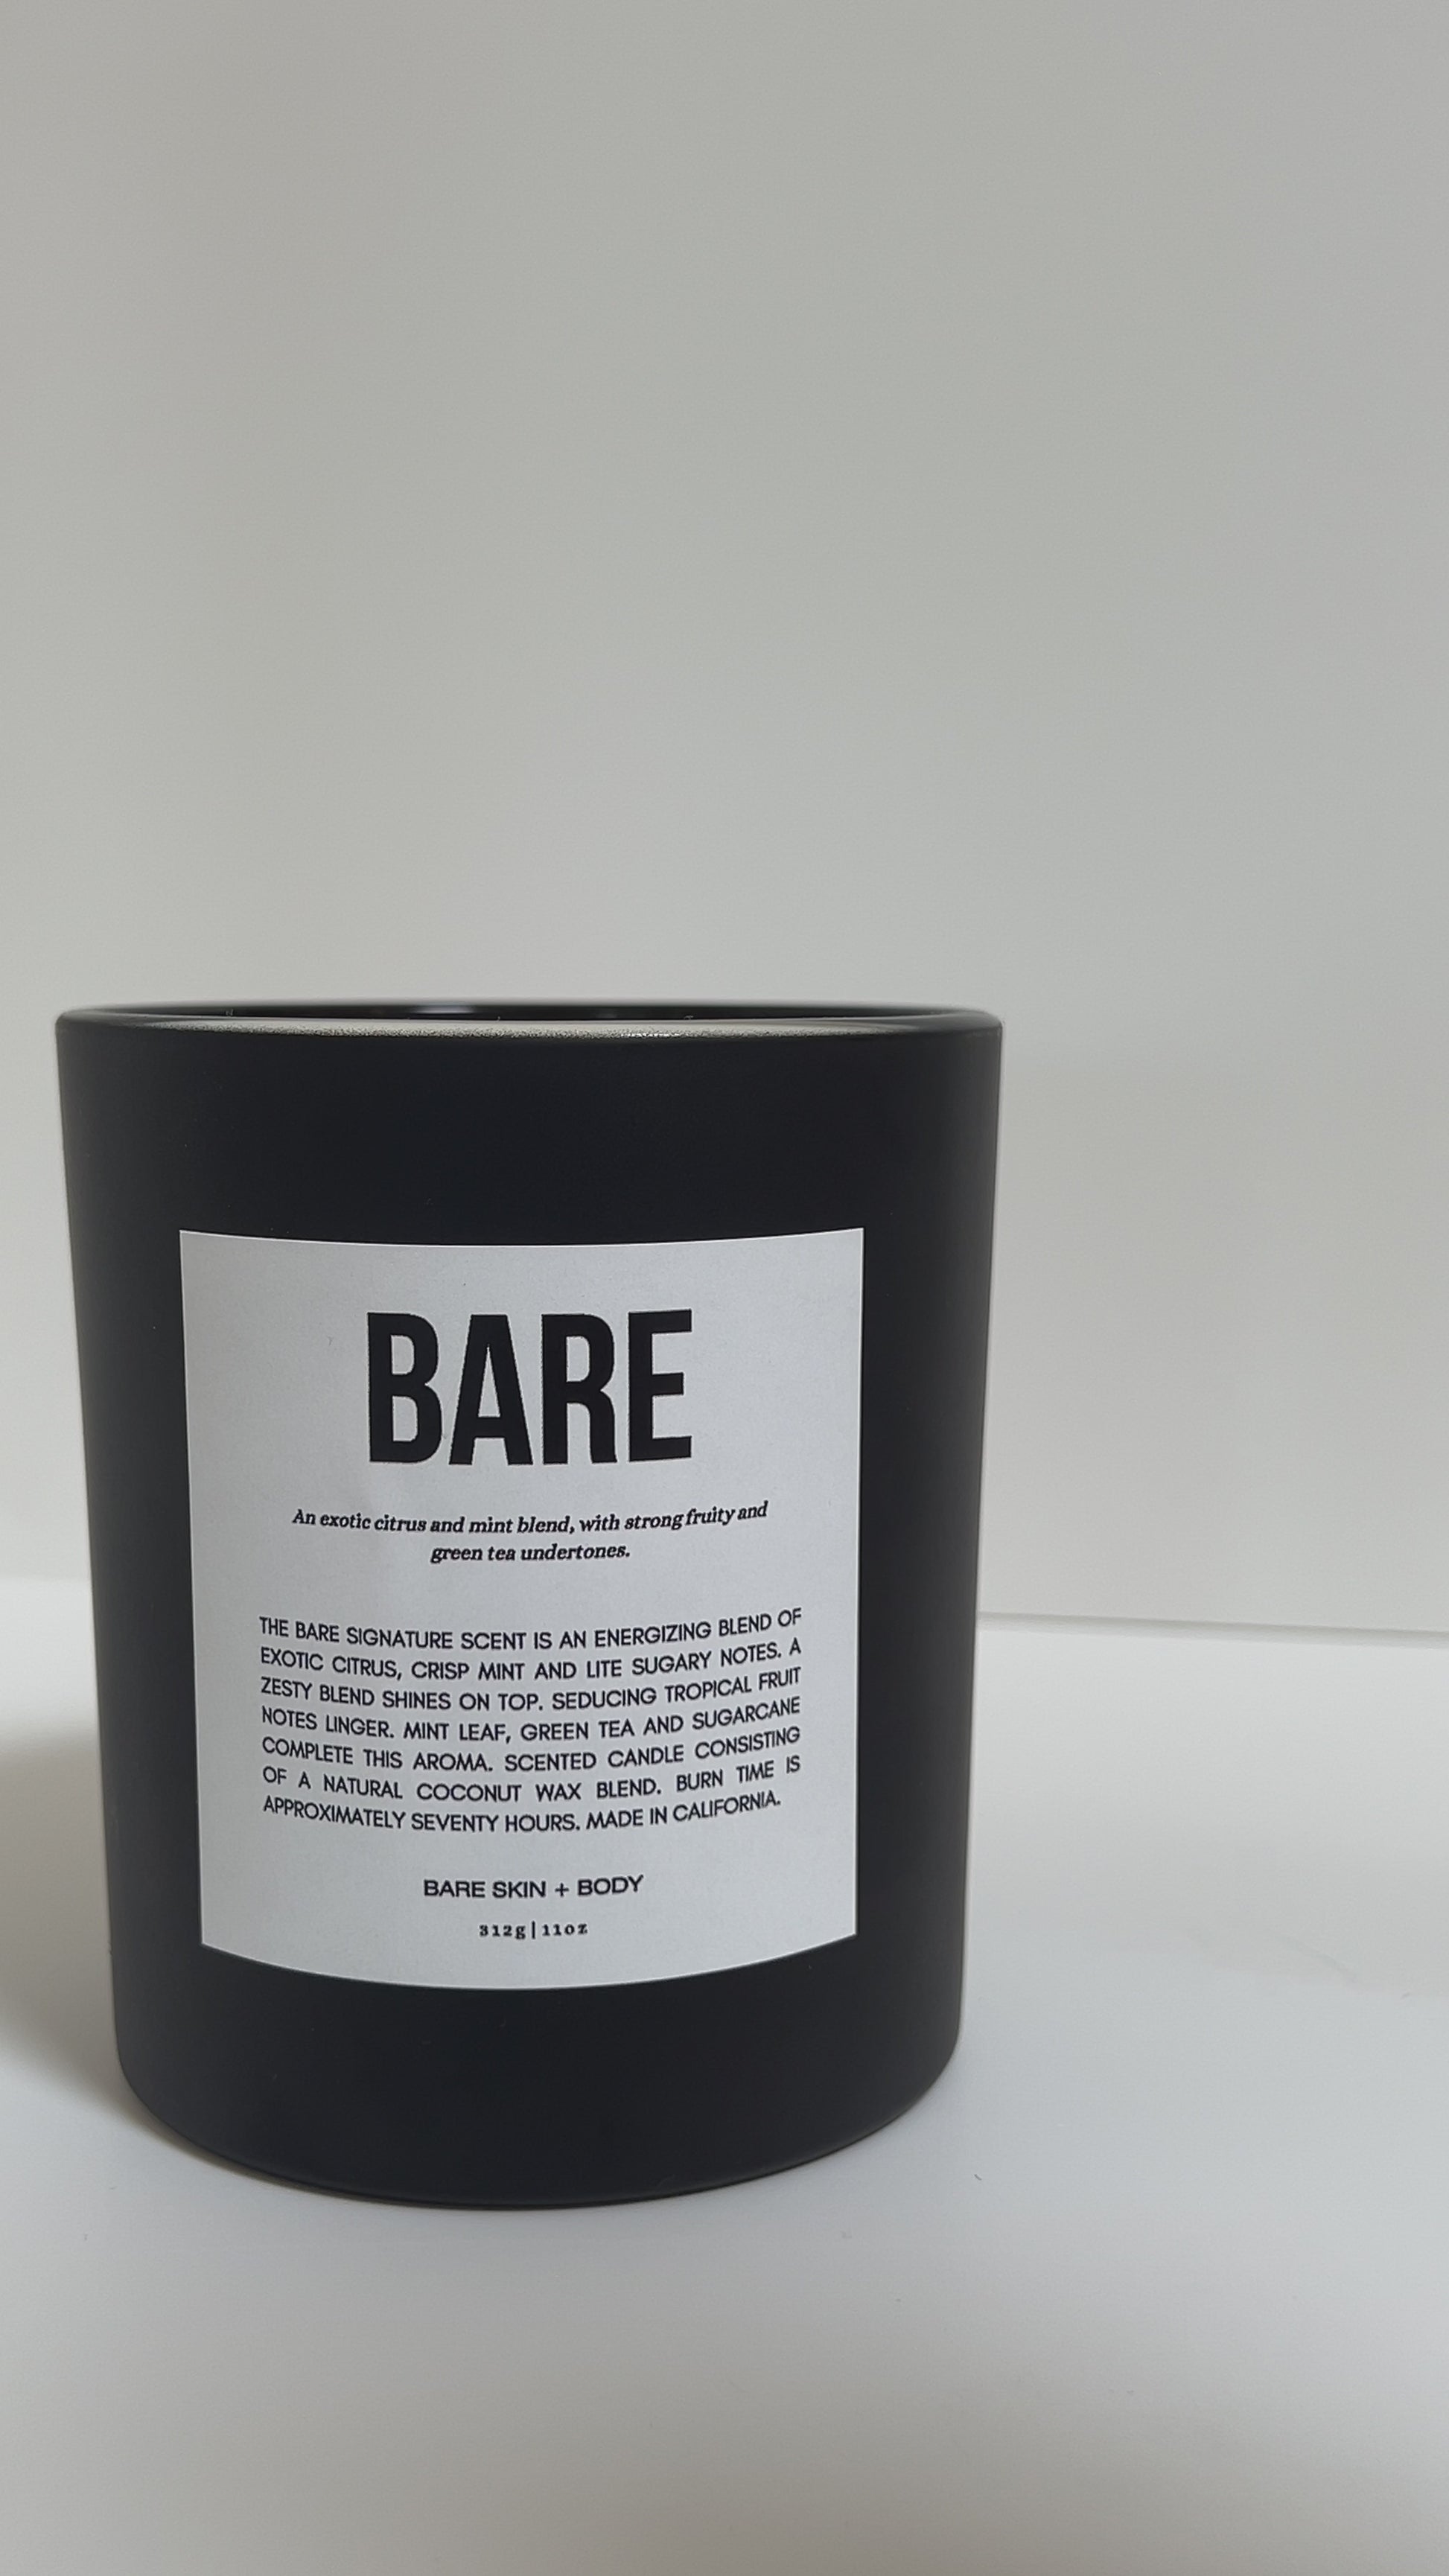 BARE
An exotic citrus and mint blend, with strong fruity and
green tea undertones.
THE BARE SIGNATURE SCENT IS AN ENERGIZING BLEND OF
EXOTIC CITRUS, CRISP MINT AND LITE SUGARY NOTES. A
ZESTY BLEND SHINES ON TOP. SEDUCING TROPICAL FRUIT
NOTES LINGER. MINT LEAF, GREEN TEA AND SUGARCANE
COMPLETE THIS AROMA. SCENTED CANDLE CONSISTING
OF A NATURAL COCONUT WAX BLEND. BURN TIME IS
APPROXIMATELY SEVENTY HOURS. MADE IN CALIFORNIA.
BARE SKIN + BODY
312g | 11oz